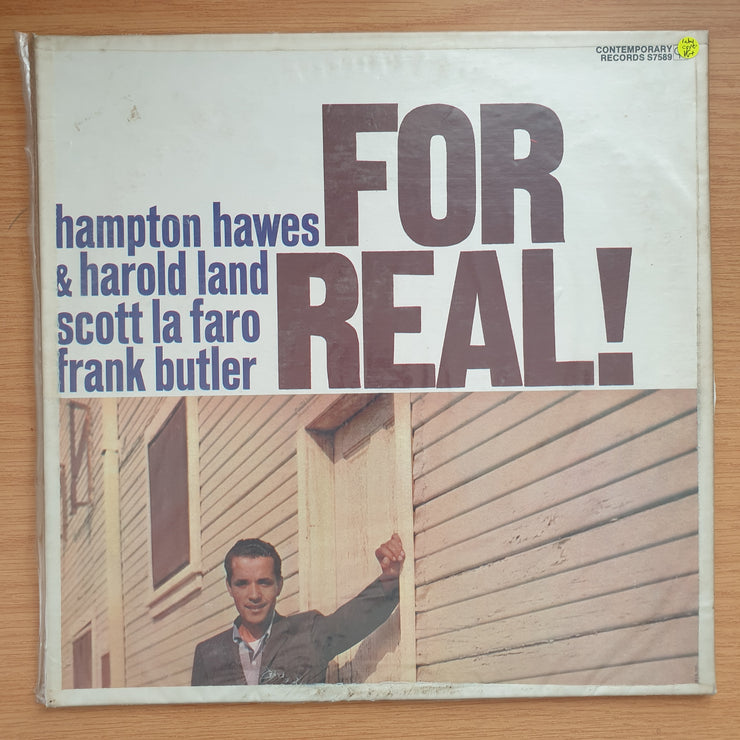 CONTEMPORARY
RECORDS S7589
FOR
REAL!
hampton hawes
& harold land
scott la faro
frank butler